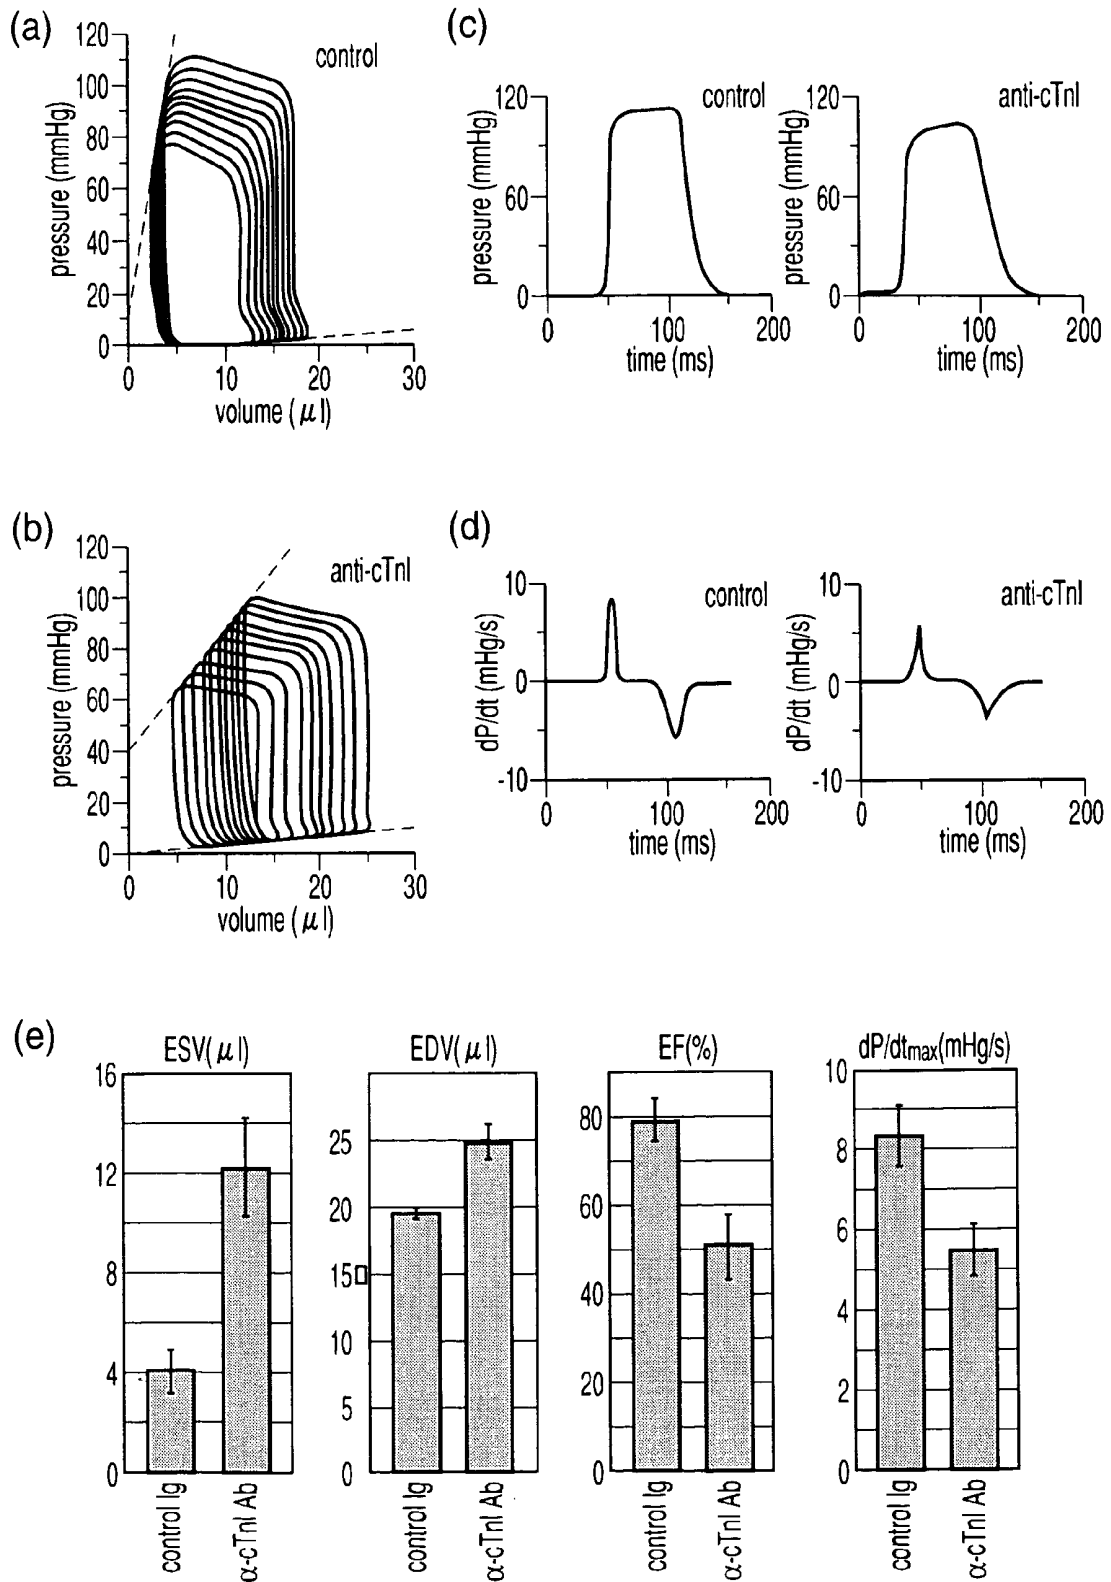 (a)
control
pressure (mmHg)
120
100
80
60
40
20
0
0 10 20 30
volume (μl)
(c)
control
pressure (mmHg)
120
60
0
0 100 200
time (ms)
anti-cTnI
pressure (mmHg)
120
60
0
0 100 200
time (ms)
(b)
anti-cTnI
pressure (mmHg)
120
100
80
60
40
20
0
0 10 20 30
volume (μl)
(d)
control
dP/dt (mHg/s)
10
0
-10
0 100 200
time (ms)
anti-cTnI
dP/dt (mHg/s)
10
0
-10
0 100 200
time (ms)
(e)
ESV(μl)
16
12
8
4
0
control Ig
α-cTnI Ab
EDV(μl)
25
20
15
10
5
0
control Ig
α-cTnI Ab
EF(%)
80
60
40
20
0
control Ig
α-cTnI Ab
dP/dtmax(mHg/s)
10
8
6
4
2
0
control Ig
α-cTnI Ab